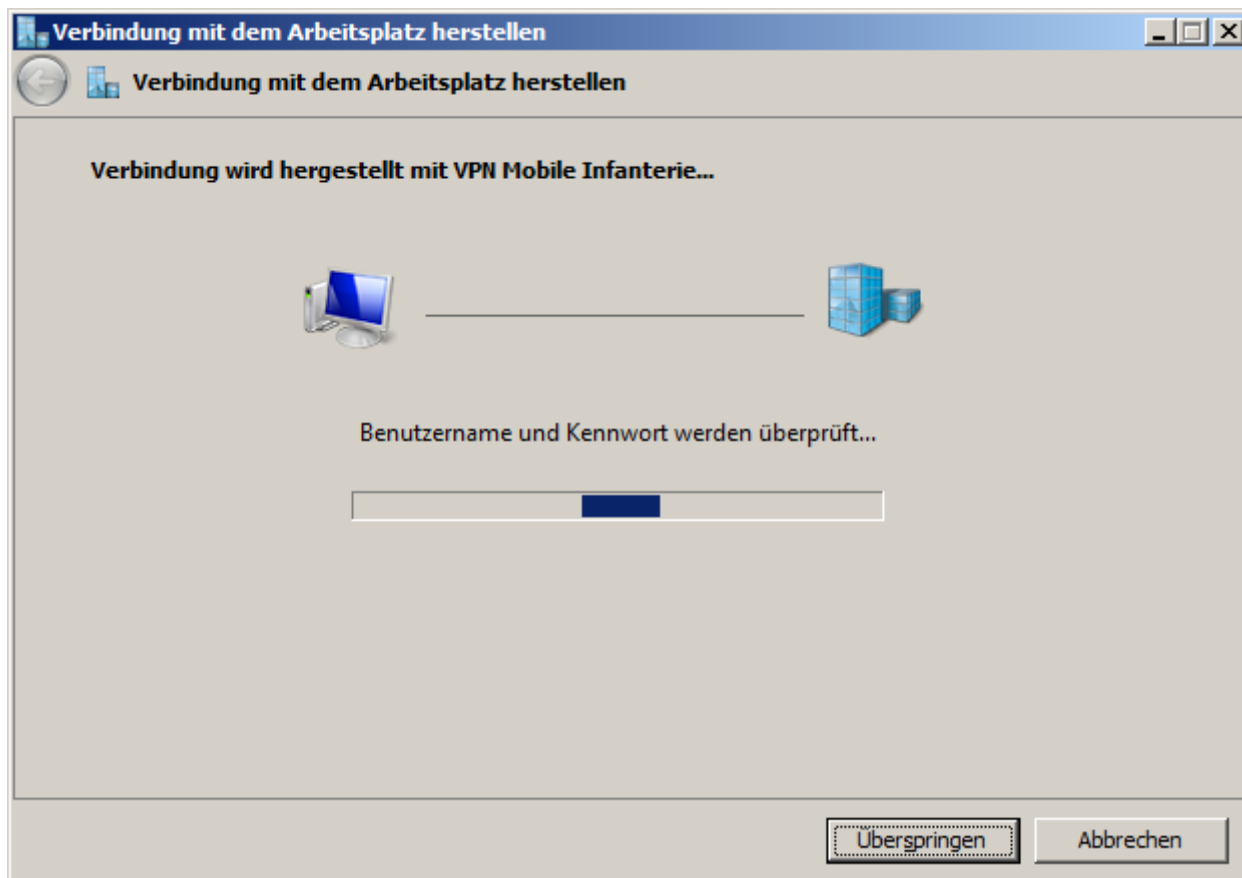 Verbindung mit dem Arbeitsplatz herstellen
Verbindung mit dem Arbeitsplatz herstellen
Verbindung wird hergestellt mit VPN Mobile Infanterie...
Benutzername und Kennwort werden überprüft...
Überspringen Abbrechen